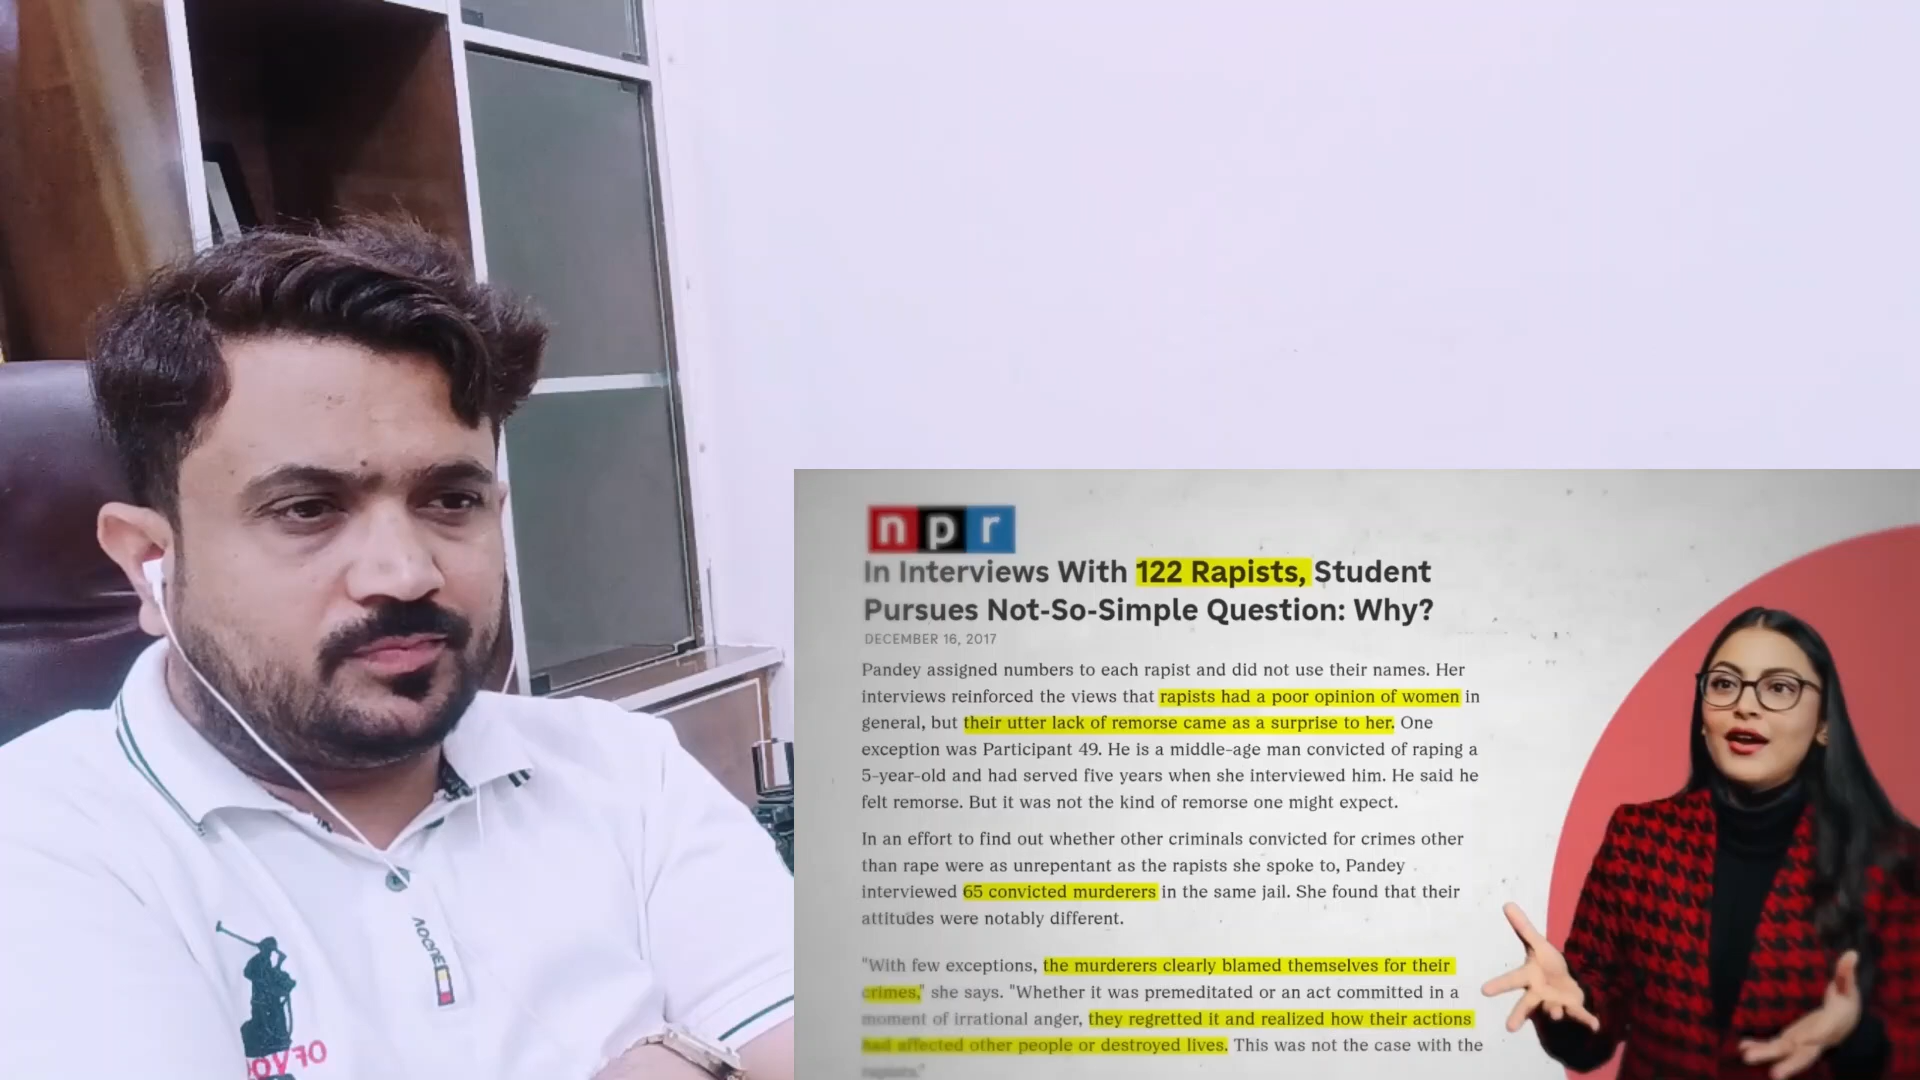 npr
In Interviews With 122 Rapists, Student
Pursues Not-So-Simple Question: Why?
DECEMBER 16, 2017
Pandey assigned numbers to each rapist and did not use their names. Her
interviews reinforced the views that rapists had a poor opinion of women in
general, but their utter lack of remorse came as a surprise to her. One
exception was Participant 49. He is a middle-age man convicted of raping a
5-year-old and had served five years when she interviewed him. He said he
felt remorse. But it was not the kind of remorse one might expect.
In an effort to find out whether other criminals convicted for crimes other
than rape were as unrepentant as the rapists she spoke to, Pandey
interviewed 65 convicted murderers in the same jail. She found that their
attitudes were notably different.
"With few exceptions, the murderers clearly blamed themselves for their
crimes," she says. "Whether it was premeditated or an act committed in a
moment of irrational anger, they regretted it and realized how their actions
had affected other people or destroyed lives. This was not the case with the
rapists."